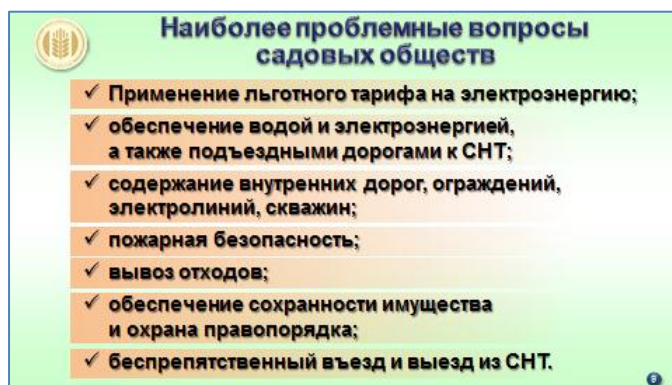 Наиболее проблемные вопросы
садовых обществ
✓ Применение льготного тарифа на электроэнергию;
✓ обеспечение водой и электроэнергией,
а также подъездными дорогами к СНТ;
✓ содержание внутренних дорог, ограждений,
электролиний, скважин;
✓ пожарная безопасность;
✓ вывоз отходов;
✓ обеспечение сохранности имущества
и охрана правопорядка;
✓ беспрепятственный въезд и выезд из СНТ.